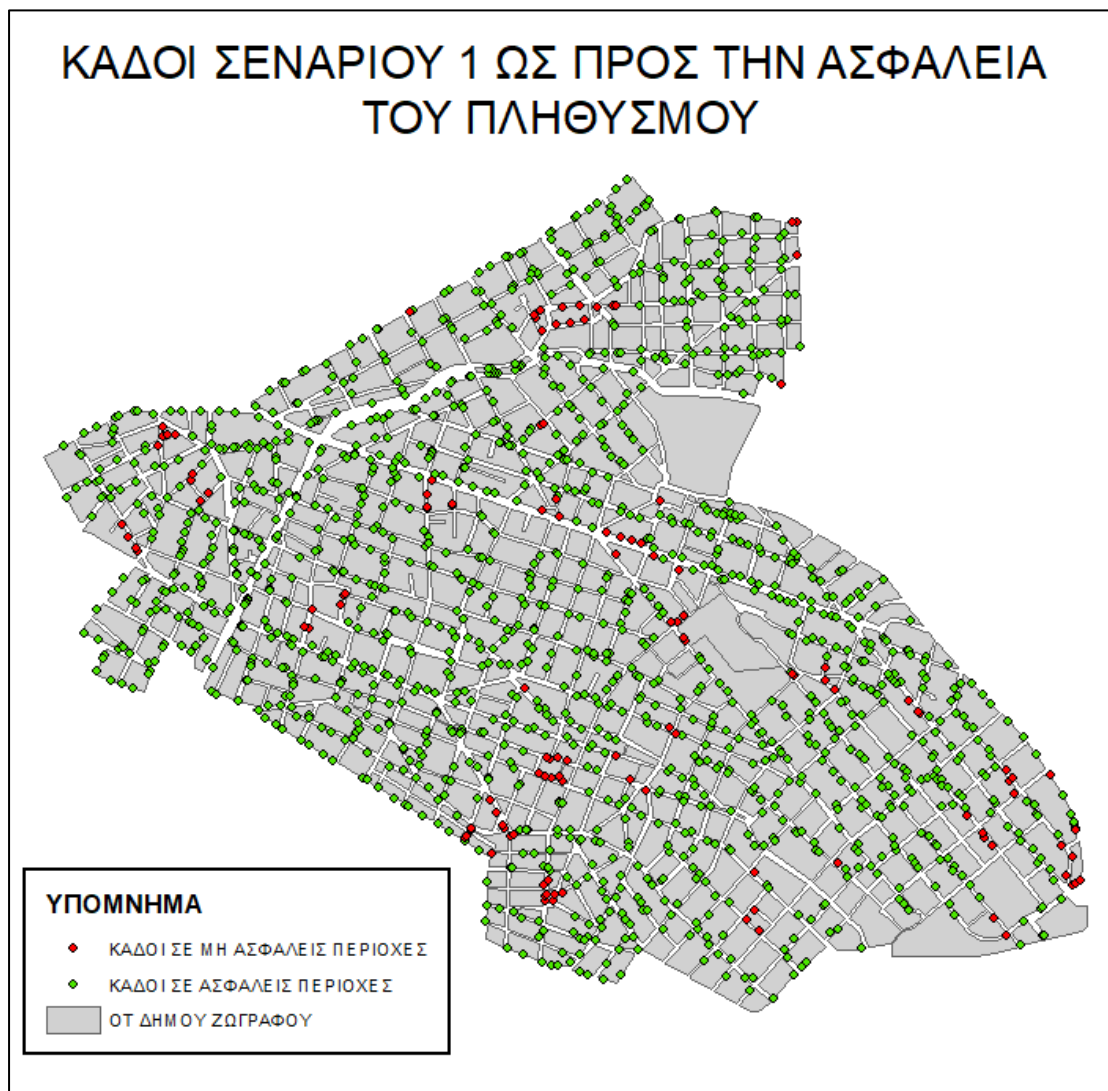 ΚΑΔΟΙ ΣΕΝΑΡΙΟΥ 1 ΩΣ ΠΡΟΣ ΤΗΝ ΑΣΦΑΛΕΙΑ
ΤΟΥ ΠΛΗΘΥΣΜΟΥ
ΥΠΟΜΝΗΜΑ
ΚΑΔΟΙ ΣΕ ΜΗ ΑΣΦΑΛΕΙΣ ΠΕΡΙΟΧΕΣ
ΚΑΔΟΙ ΣΕ ΑΣΦΑΛΕΙΣ ΠΕΡΙΟΧΕΣ
ΟΤ ΔΗΜΟΥ ΖΩΓΡΑΦΟΥ